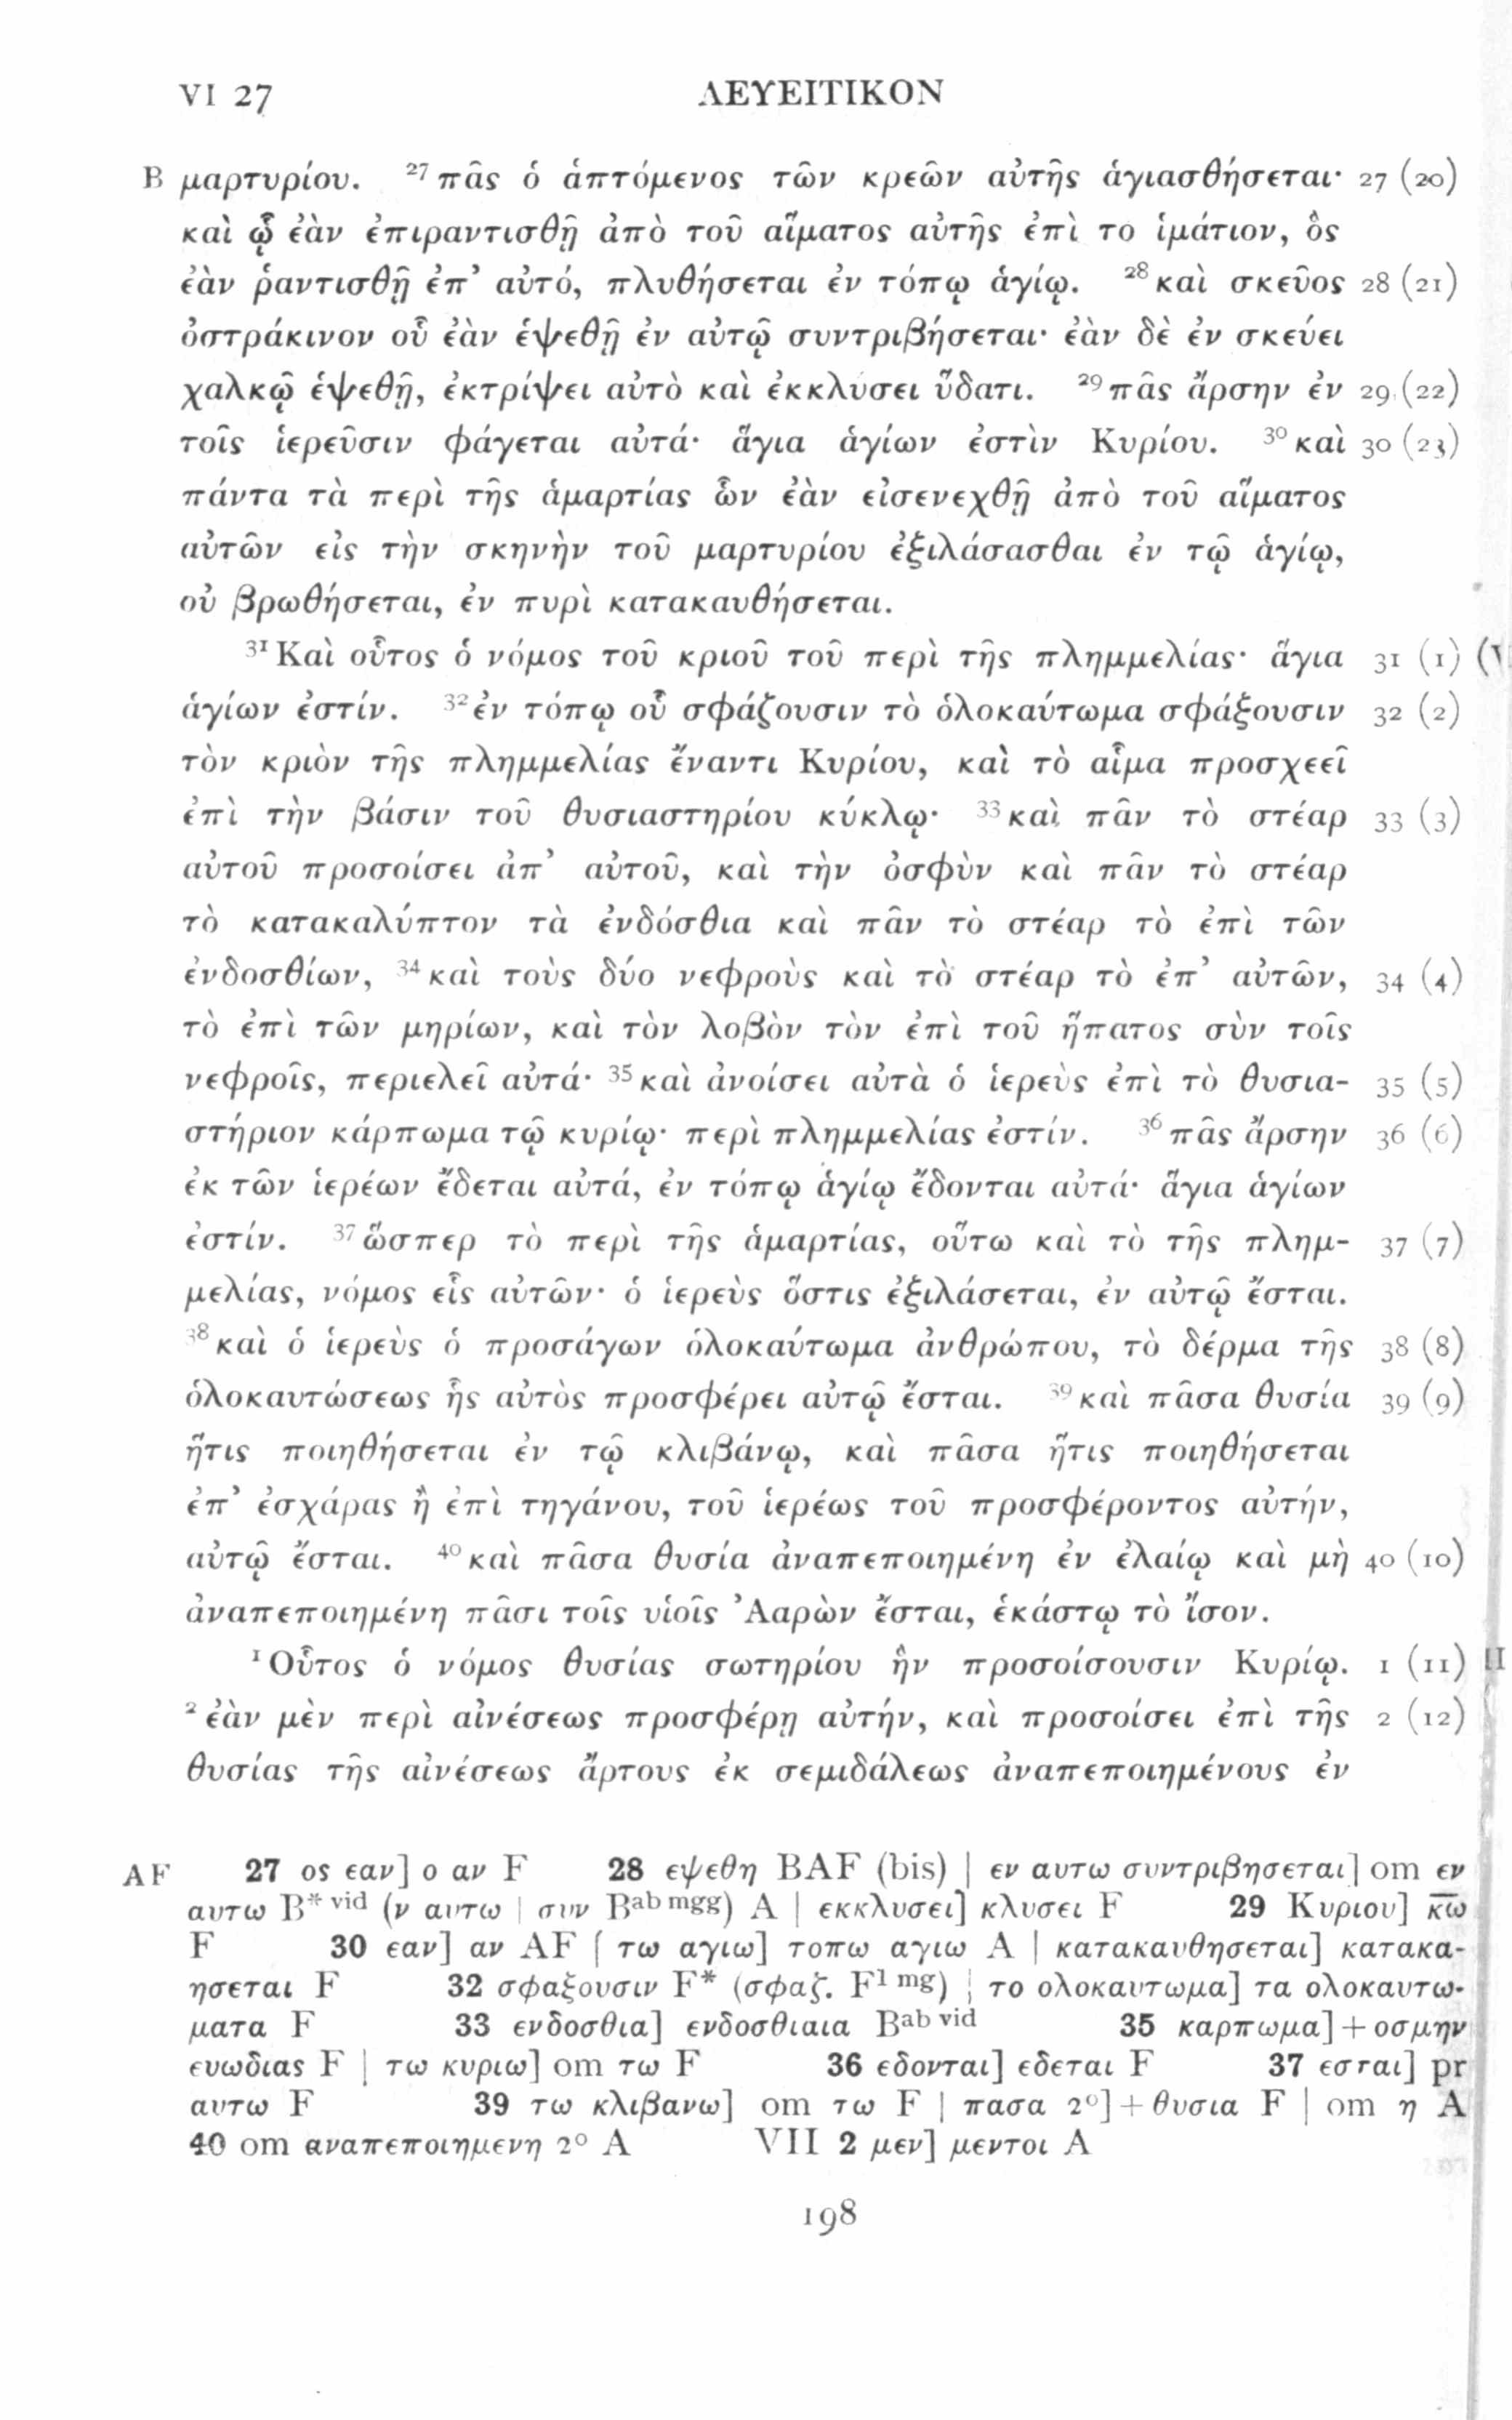 VI 27 ΛΕΥΕΙΤΙΚΟΝ
B μαρτυρίου. ²⁷πᾶς ὁ ἁπτόμενος τῶν κρεῶν αὐτῆς ἁγιασθήσεται· 27 (20)
καὶ ᾧ ἐὰν ἐπιραντισθῇ ἀπὸ τοῦ αἵματος αὐτῆς ἐπὶ τὸ ἱμάτιον, ὃς
ἐὰν ῥαντισθῇ ἐπ᾽ αὐτό, πλυθήσεται ἐν τόπῳ ἁγίῳ. ²⁸καὶ σκεῦος 28 (21)
ὀστράκινον οὗ ἐὰν ἑψεθῇ ἐν αὐτῷ συντριβήσεται· ἐὰν δὲ ἐν σκεύει
χαλκῷ ἑψεθῇ, ἐκτρίψει αὐτὸ καὶ ἐκκλύσει ὕδατι. ²⁹πᾶς ἄρσην ἐν 29 (22)
τοῖς ἱερεῦσιν φάγεται αὐτά· ἅγια ἁγίων ἐστὶν Κυρίου. ³⁰καὶ 30 (23)
πάντα τὰ περὶ τῆς ἁμαρτίας ὧν ἐὰν εἰσενεχθῇ ἀπὸ τοῦ αἵματος
αὐτῶν εἰς τὴν σκηνὴν τοῦ μαρτυρίου ἐξιλάσασθαι ἐν τῷ ἁγίῳ,
οὐ βρωθήσεται, ἐν πυρὶ κατακαυθήσεται.
³¹Καὶ οὗτος ὁ νόμος τοῦ κριοῦ τοῦ περὶ τῆς πλημμελίας· ἅγια 31 (1)
ἁγίων ἐστίν. ³²ἐν τόπῳ οὗ σφάζουσιν τὸ ὁλοκαύτωμα σφάξουσιν 32 (2)
τὸν κριὸν τῆς πλημμελίας ἔναντι Κυρίου, καὶ τὸ αἷμα προσχεεῖ
ἐπὶ τὴν βάσιν τοῦ θυσιαστηρίου κύκλῳ· ³³καὶ πᾶν τὸ στέαρ 33 (3)
αὐτοῦ προσοίσει ἀπ᾽ αὐτοῦ, καὶ τὴν ὀσφὺν καὶ πᾶν τὸ στέαρ
τὸ κατακαλύπτον τὰ ἐνδόσθια καὶ πᾶν τὸ στέαρ τὸ ἐπὶ τῶν
ἐνδοσθίων, ³⁴καὶ τοὺς δύο νεφροὺς καὶ τὸ στέαρ τὸ ἐπ᾽ αὐτῶν, 34 (4)
τὸ ἐπὶ τῶν μηρίων, καὶ τὸν λοβὸν τὸν ἐπὶ τοῦ ἥπατος σὺν τοῖς
νεφροῖς, περιελεῖ αὐτά· ³⁵καὶ ἀνοίσει αὐτὰ ὁ ἱερεὺς ἐπὶ τὸ θυσια- 35 (5)
στήριον κάρπωμα τῷ κυρίῳ· περὶ πλημμελίας ἐστίν. ³⁶πᾶς ἄρσην 36 (6)
ἐκ τῶν ἱερέων ἔδεται αὐτά, ἐν τόπῳ ἁγίῳ ἔδονται αὐτά· ἅγια ἁγίων
ἐστίν. ³⁷ὥσπερ τὸ περὶ τῆς ἁμαρτίας, οὕτω καὶ τὸ τῆς πλημ- 37 (7)
μελίας, νόμος εἷς αὐτῶν· ὁ ἱερεὺς ὅστις ἐξιλάσεται, ἐν αὐτῷ ἔσται.
³⁸καὶ ὁ ἱερεὺς ὁ προσάγων ὁλοκαύτωμα ἀνθρώπου, τὸ δέρμα τῆς 38 (8)
ὁλοκαυτώσεως ἧς αὐτὸς προσφέρει αὐτῷ ἔσται. ³⁹καὶ πᾶσα θυσία 39 (9)
ἥτις ποιηθήσεται ἐν τῷ κλιβάνῳ, καὶ πᾶσα ἥτις ποιηθήσεται
ἐπ᾽ ἐσχάρας ἢ ἐπὶ τηγάνου, τοῦ ἱερέως τοῦ προσφέροντος αὐτήν,
αὐτῷ ἔσται. ⁴⁰καὶ πᾶσα θυσία ἀναπεποιημένη ἐν ἐλαίῳ καὶ μὴ 40 (10)
ἀναπεποιημένη πᾶσι τοῖς υἱοῖς Ἀαρὼν ἔσται, ἑκάστῳ τὸ ἴσον.
¹Οὗτος ὁ νόμος θυσίας σωτηρίου ἣν προσοίσουσιν Κυρίῳ. 1 (11) II
²ἐὰν μὲν περὶ αἰνέσεως προσφέρῃ αὐτήν, καὶ προσοίσει ἐπὶ τῆς 2 (12)
θυσίας τῆς αἰνέσεως ἄρτους ἐκ σεμιδάλεως ἀναπεποιημένους ἐν
AF 27 ος εαν] ο αν F 28 εψεθη BAF (bis) | εν αυτω συντριβησεται] om εν
αυτω B* vid (ν αυτω | συν Bab mgg) A | εκκλυσει] κλυσει F 29 Κυριου] κ̅ω̅
F 30 εαν] αν AF | τω αγιω] τοπω αγιω A | κατακαυθησεται] κατακα-
ησεται F 32 σφαξουσιν F* (σφαζ. F1 mg) | το ολοκαυτωμα] τα ολοκαυτω-
ματα F 33 ενδοσθια] ενδοσθιαια Bab vid 35 καρπωμα]+οσμην
ευωδιας F | τω κυριω] om τω F 36 εδονται] εδεται F 37 εσται] pr
αυτω F 39 τω κλιβανω] om τω F | πασα 2⁰]+θυσια F | om η A
40 om αναπεποιημενη 2⁰ A VII 2 μεν] μεντοι A
198